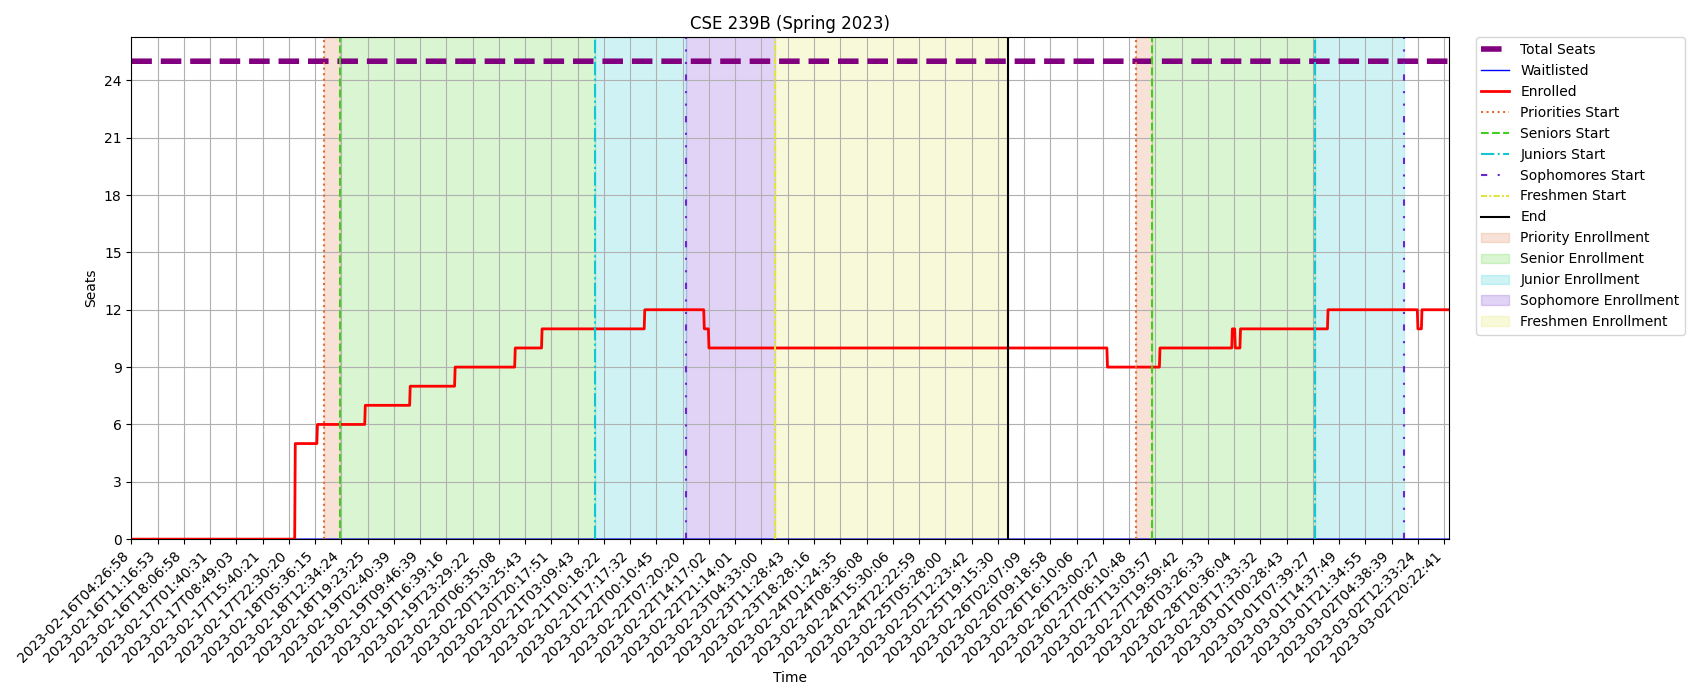 CSE 239B (Spring 2023)
Seats
24
21
18
15
12
9
6
3
0
2023-02-16T04:26:58
2023-02-16T11:16:53
2023-02-16T18:06:58
2023-02-17T01:40:31
2023-02-17T08:49:03
2023-02-17T15:40:21
2023-02-17T22:30:20
2023-02-18T05:36:15
2023-02-18T12:34:24
2023-02-18T19:23:25
2023-02-19T02:40:39
2023-02-19T09:46:39
2023-02-19T16:39:16
2023-02-19T23:29:22
2023-02-20T06:35:08
2023-02-20T13:25:43
2023-02-20T20:17:51
2023-02-21T03:09:43
2023-02-21T10:18:22
2023-02-21T17:17:32
2023-02-22T00:10:45
2023-02-22T07:20:20
2023-02-22T14:17:02
2023-02-22T21:14:01
2023-02-23T04:33:00
2023-02-23T11:28:43
2023-02-23T18:28:16
2023-02-24T01:24:35
2023-02-24T08:36:08
2023-02-24T15:30:06
2023-02-24T22:22:59
2023-02-25T05:28:00
2023-02-25T12:23:42
2023-02-25T19:15:30
2023-02-26T02:07:09
2023-02-26T09:18:58
2023-02-26T16:10:06
2023-02-26T23:00:27
2023-02-27T06:10:48
2023-02-27T13:03:57
2023-02-27T19:59:42
2023-02-28T03:26:33
2023-02-28T10:36:04
2023-02-28T17:33:32
2023-03-01T00:28:43
2023-03-01T07:39:27
2023-03-01T14:37:49
2023-03-01T21:34:55
2023-03-02T04:38:39
2023-03-02T12:33:24
2023-03-02T20:22:41
Time
Total Seats
Waitlisted
Enrolled
Priorities Start
Seniors Start
Juniors Start
Sophomores Start
Freshmen Start
End
Priority Enrollment
Senior Enrollment
Junior Enrollment
Sophomore Enrollment
Freshmen Enrollment